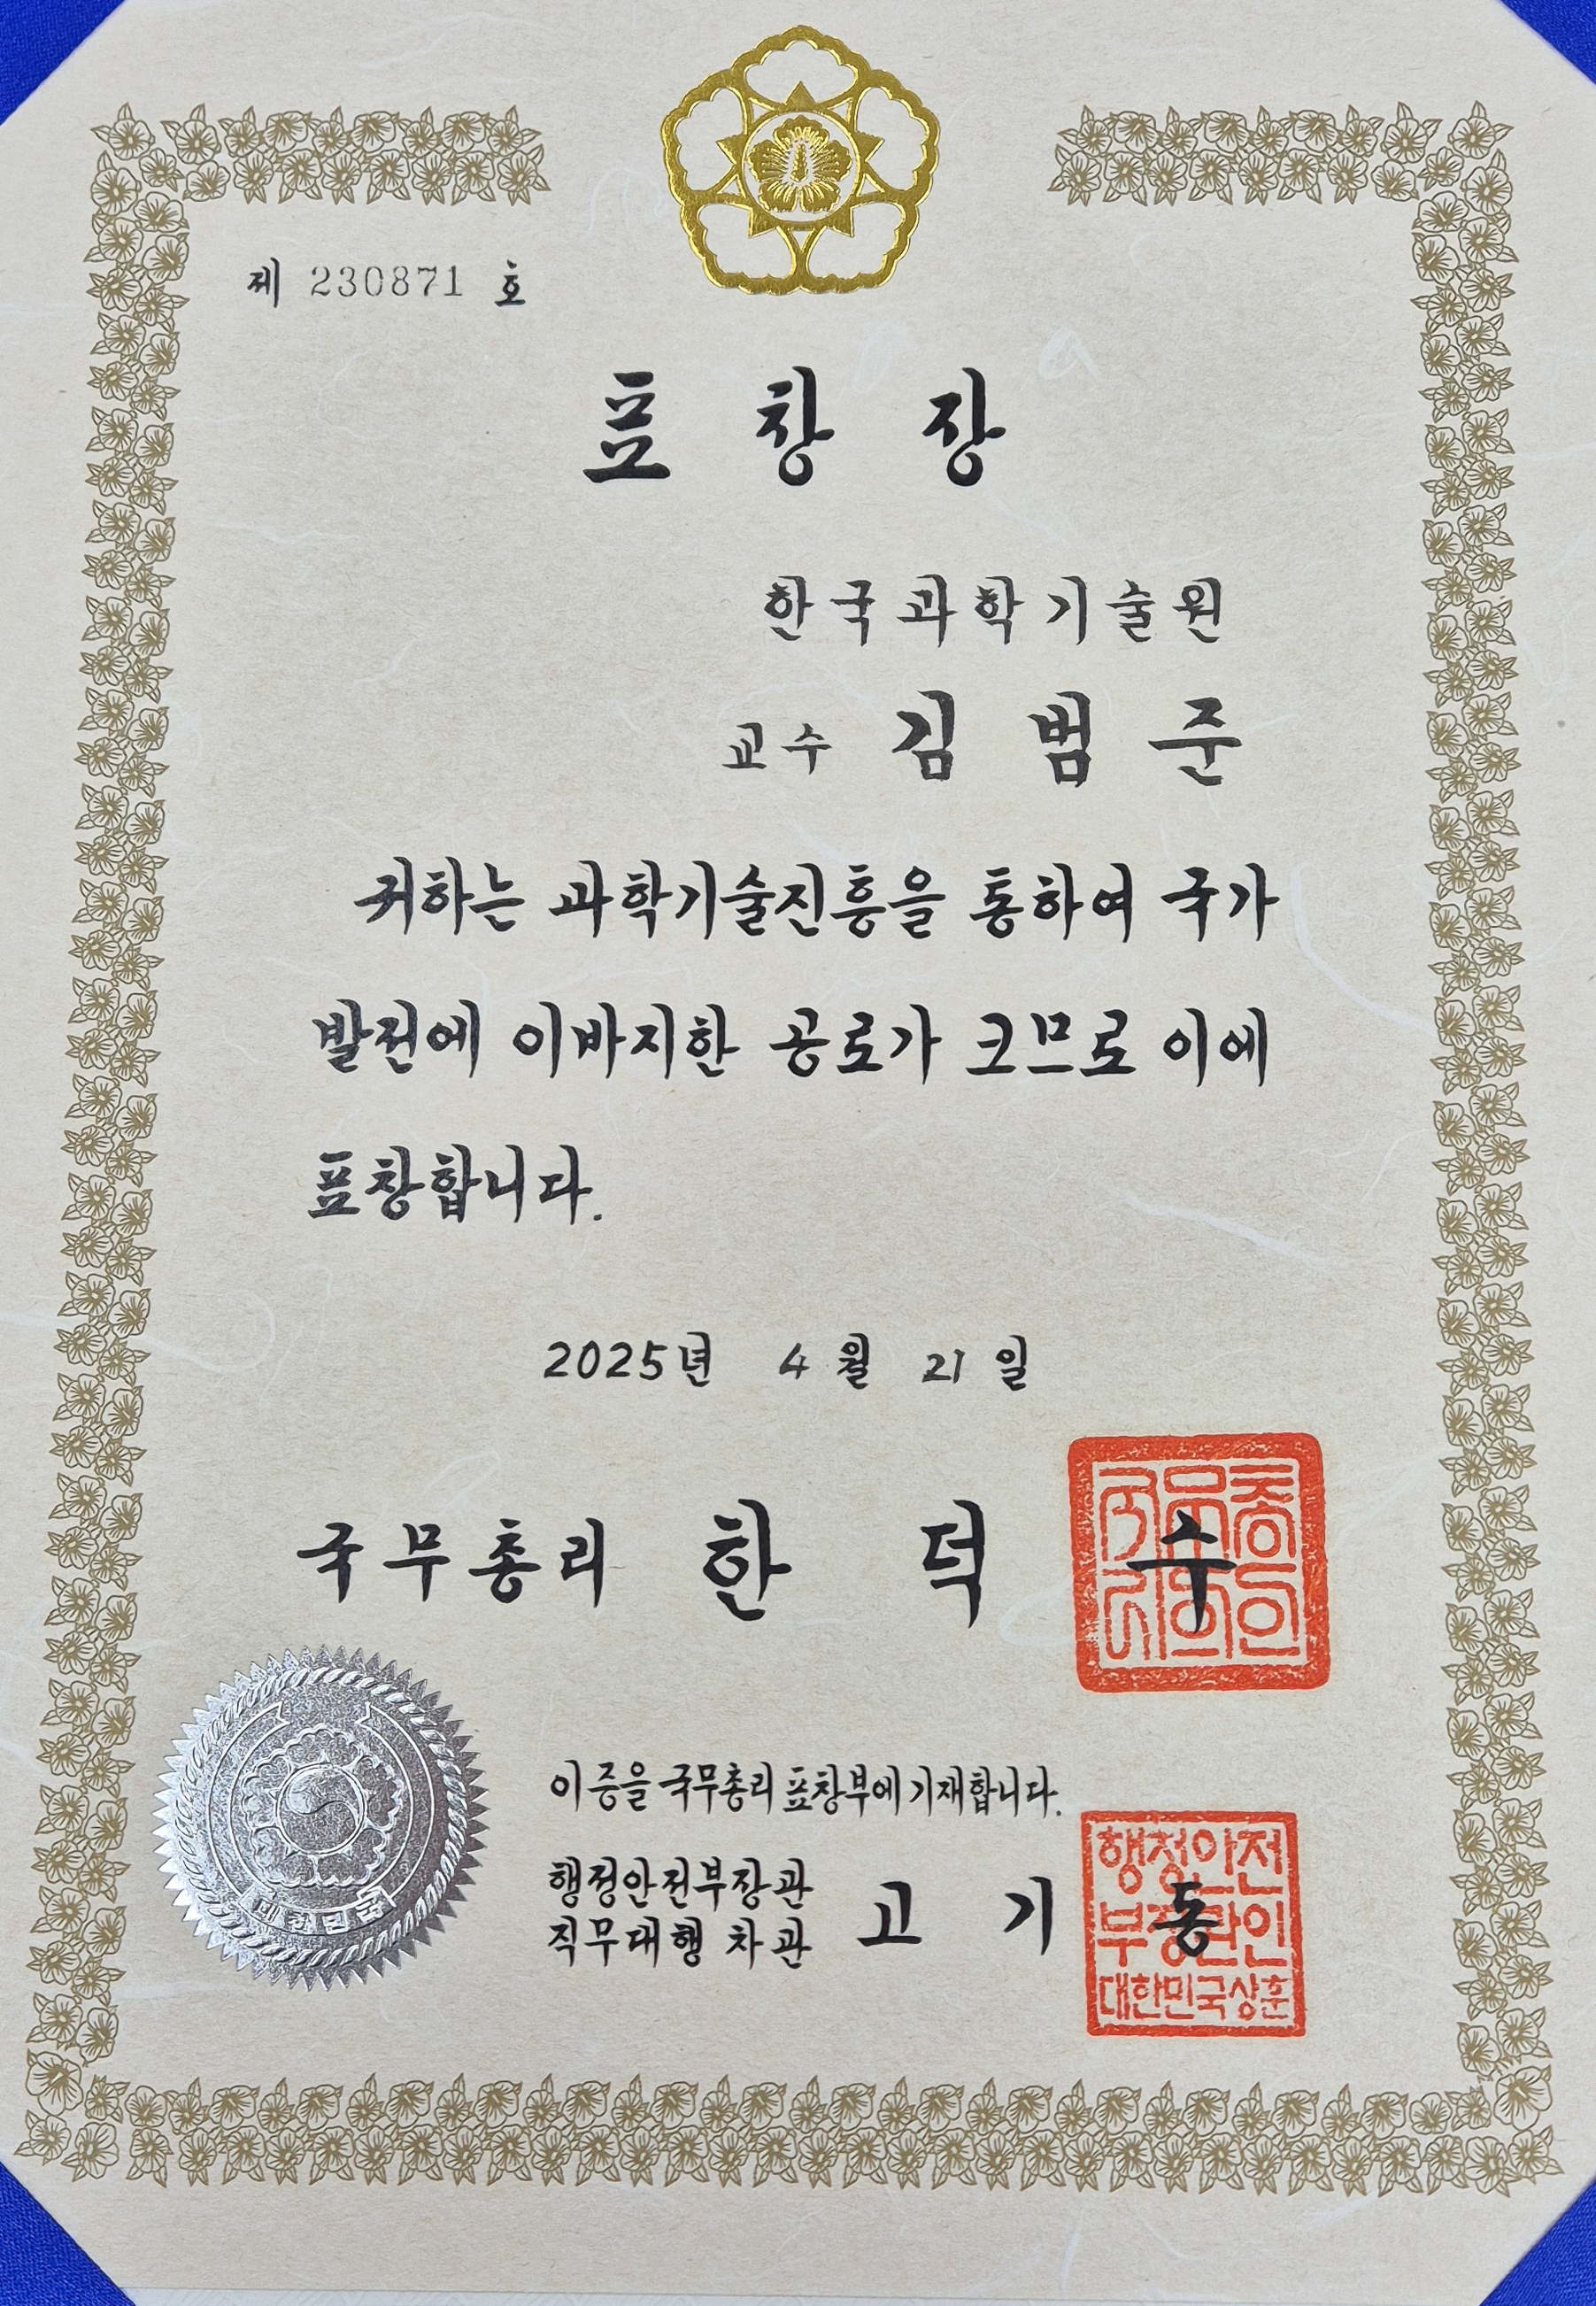 제 230871 호
표 창 장
한국과학기술원
교수 김 범 준
귀하는 과학기술진흥을 통하여 국가
발전에 이바지한 공로가 크므로 이에
표창합니다.
2025년 4월 21일
국무총리 한 덕 수
이 증을 국무총리 표창부에 기재합니다.
행정안전부장관
직무대행 차관 고 기 동
행정안전
부장관인
대한민국상훈
대한민국